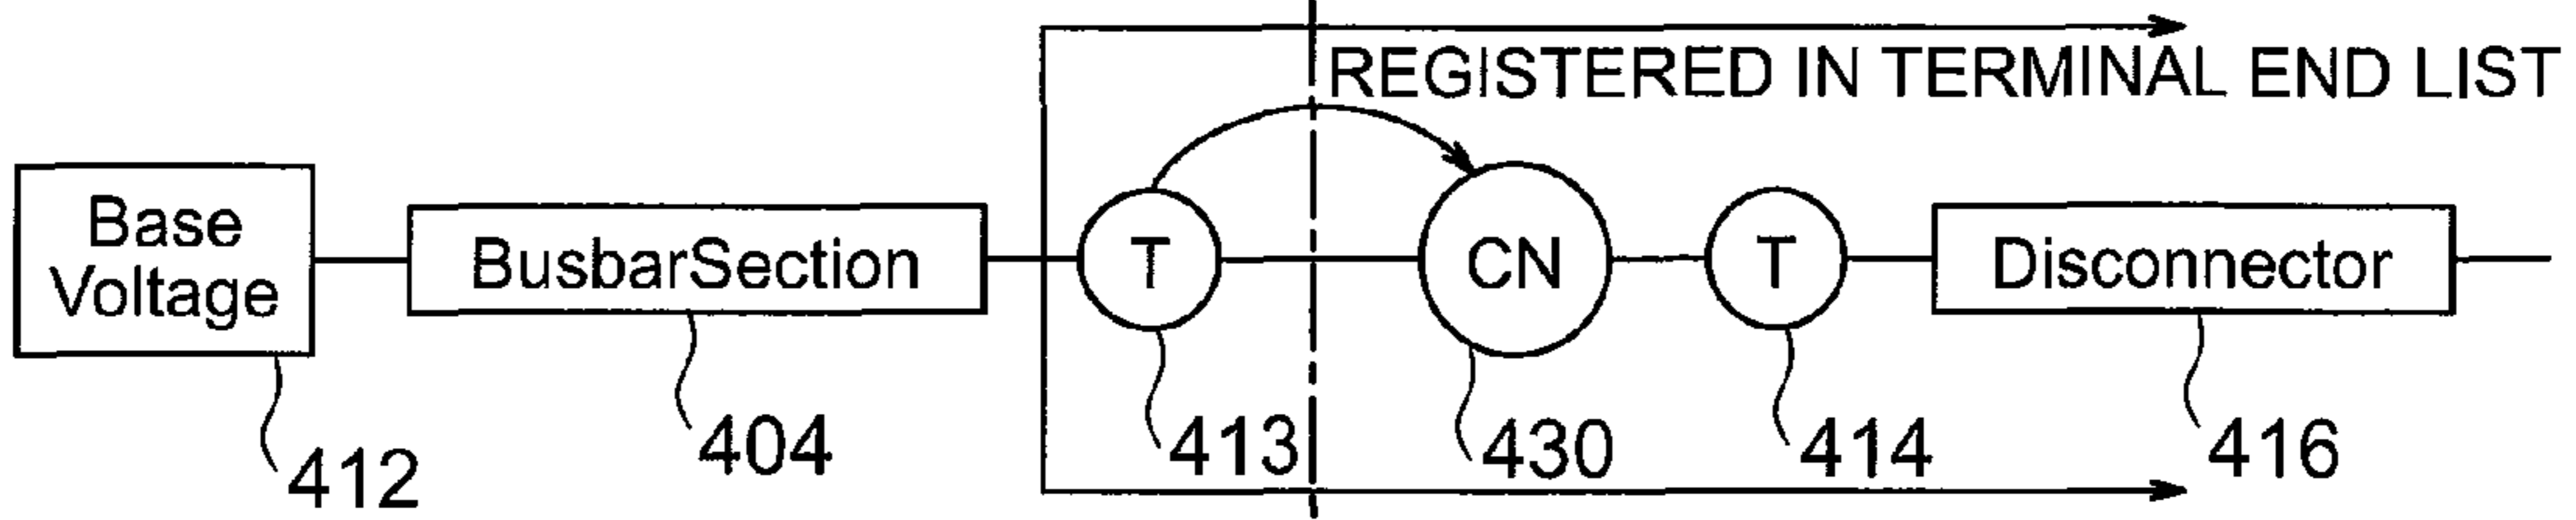 REGISTERED IN TERMINAL END LIST
Base
Voltage
BusbarSection
T
CN
T
Disconnector
412
404
413
430
414
416